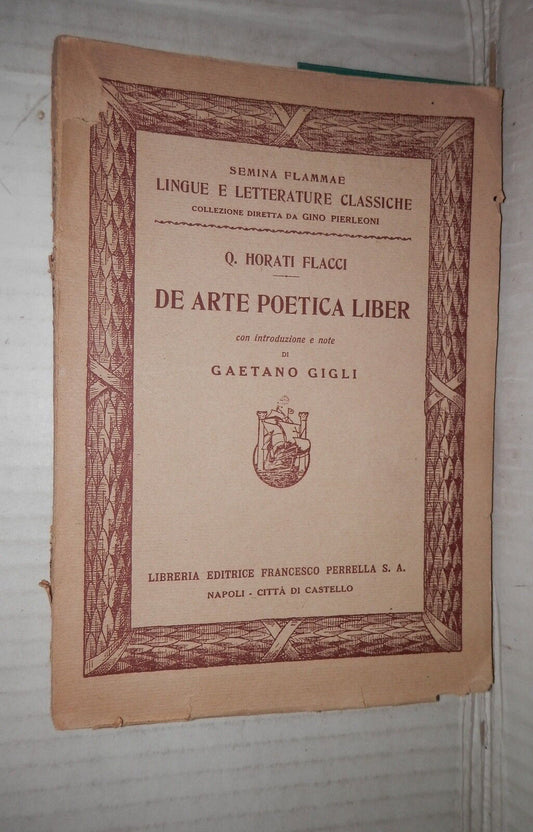 SEMINA FLAMMAE
LINGUE E LETTERATURE CLASSICHE
COLLEZIONE DIRETTA DA GINO PIERLEONI
Q. HORATI FLACCI
DE ARTE POETICA LIBER
con introduzione e note
DI
GAETANO GIGLI
LIBRERIA EDITRICE FRANCESCO PERRELLA S. A.
NAPOLI - CITTÀ DI CASTELLO